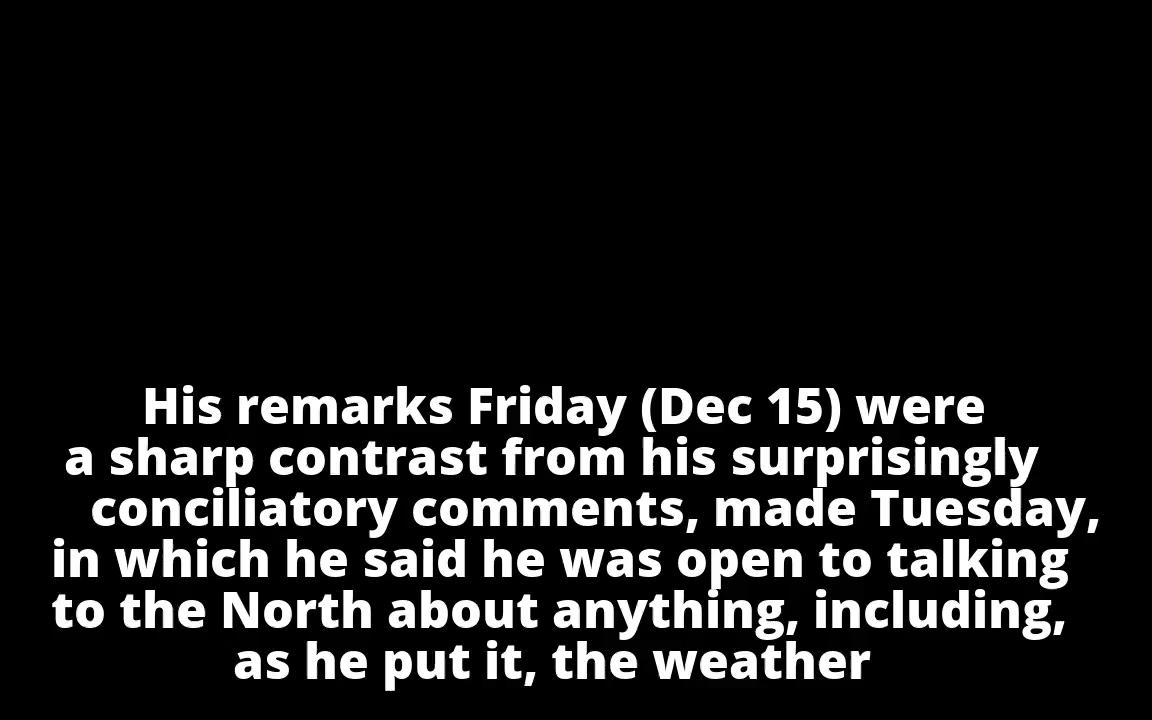 His remarks Friday (Dec 15) were
a sharp contrast from his surprisingly
conciliatory comments, made Tuesday,
in which he said he was open to talking
to the North about anything, including,
as he put it, the weather